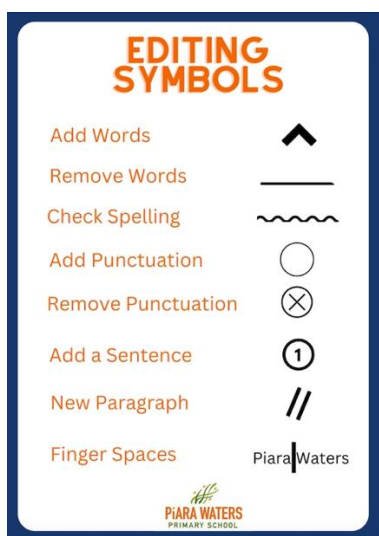 EDITING
SYMBOLS
Add Words
Remove Words
Check Spelling
Add Punctuation
Remove Punctuation
Add a Sentence 1
New Paragraph //
Finger Spaces Piara|Waters
PiARA WATERS
PRIMARY SCHOOL